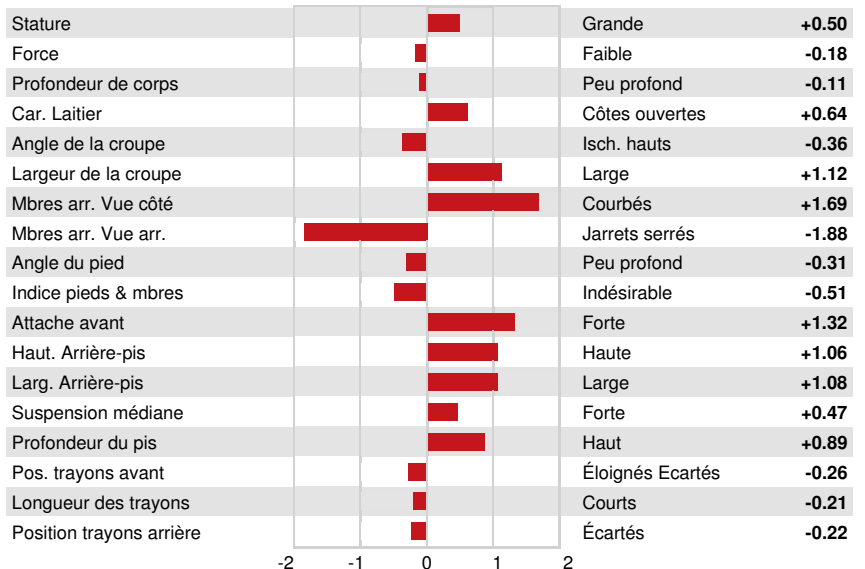 Stature Grande +0.50
Force Faible -0.18
Profondeur de corps Peu profond -0.11
Car. Laitier Côtes ouvertes +0.64
Angle de la croupe Isch. hauts -0.36
Largeur de la croupe Large +1.12
Mbres arr. Vue côté Courbés +1.69
Mbres arr. Vue arr. Jarrets serrés -1.88
Angle du pied Peu profond -0.31
Indice pieds & mbres Indésirable -0.51
Attache avant Forte +1.32
Haut. Arrière-pis Haute +1.06
Larg. Arrière-pis Large +1.08
Suspension médiane Forte +0.47
Profondeur du pis Haut +0.89
Pos. trayons avant Éloignés Ecartés -0.26
Longueur des trayons Courts -0.21
Position trayons arrière Écartés -0.22
-2 -1 0 1 2